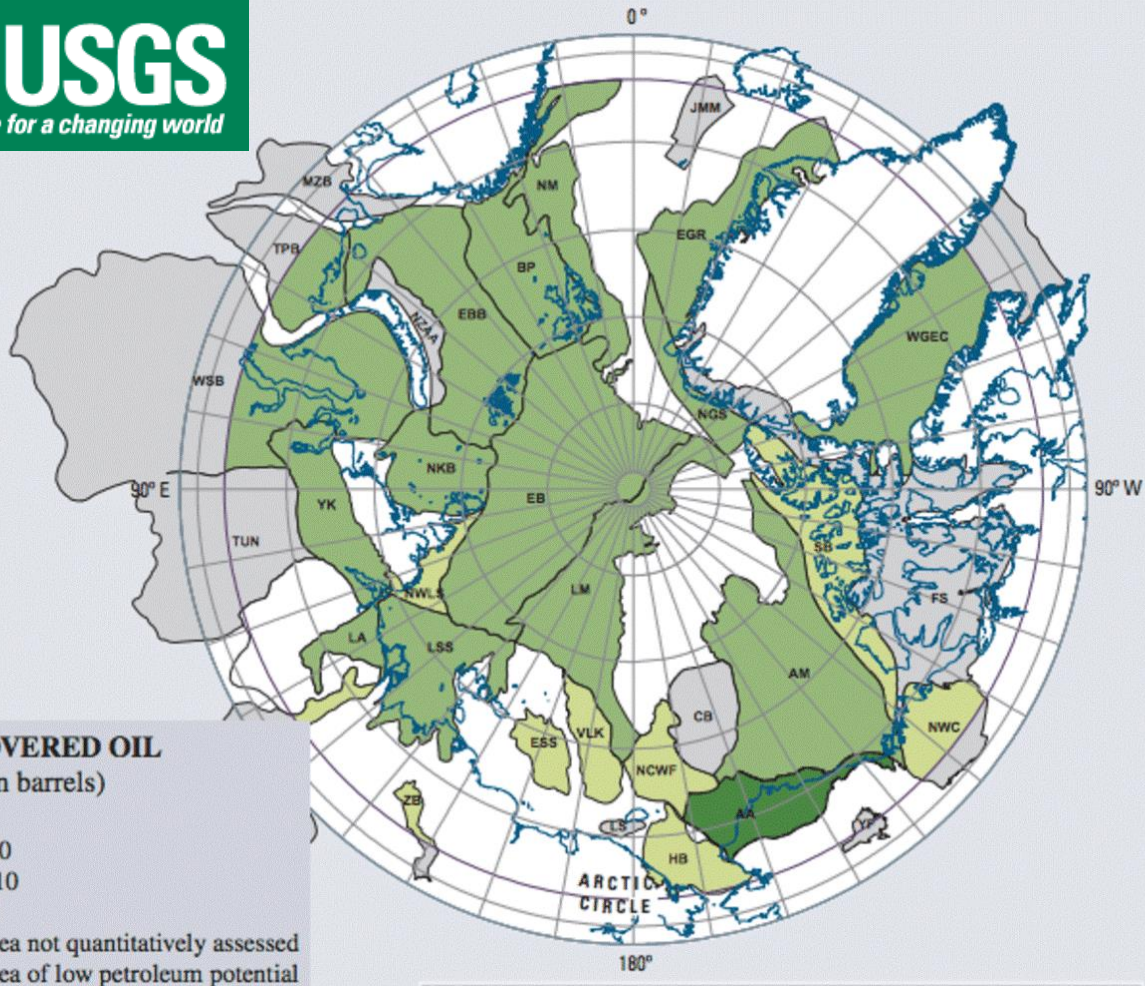 USGS
for a changing world
0°
JMM
MZB
NM
TPB
EGR
BP
EBB
NZAA
WGEC
WSB
NGS
NKB
90° E
EB
90° W
YK
TUN
SB
LM
NWLS
FS
LA
LSS
AM
CB
NWC
ESS
VLK
NCWF
ZB
AA
LS
YF
HB
ARCTIC
CIRCLE
180°
OVERED OIL
n barrels)
0
10
ea not quantitatively assessed
ea of low petroleum potential